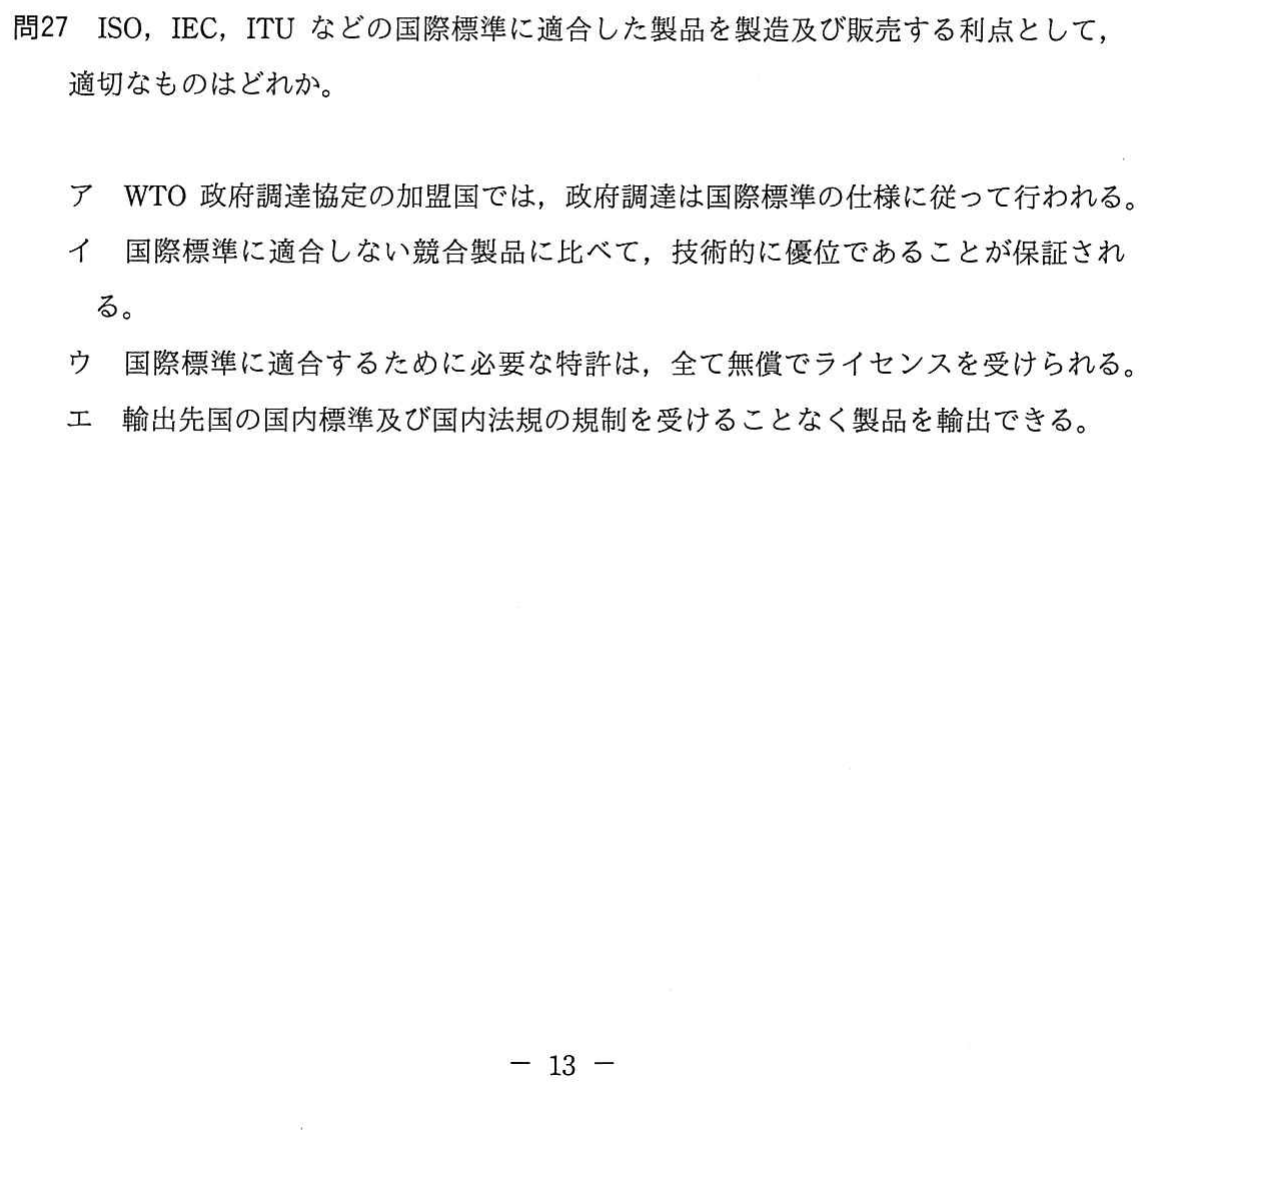 問27 ISO，IEC，ITU などの国際標準に適合した製品を製造及び販売する利点として，
適切なものはどれか。
ア WTO 政府調達協定の加盟国では，政府調達は国際標準の仕様に従って行われる。
イ 国際標準に適合しない競合製品に比べて，技術的に優位であることが保証され
る。
ウ 国際標準に適合するために必要な特許は，全て無償でライセンスを受けられる。
エ 輸出先国の国内標準及び国内法規の規制を受けることなく製品を輸出できる。
－ 13 －